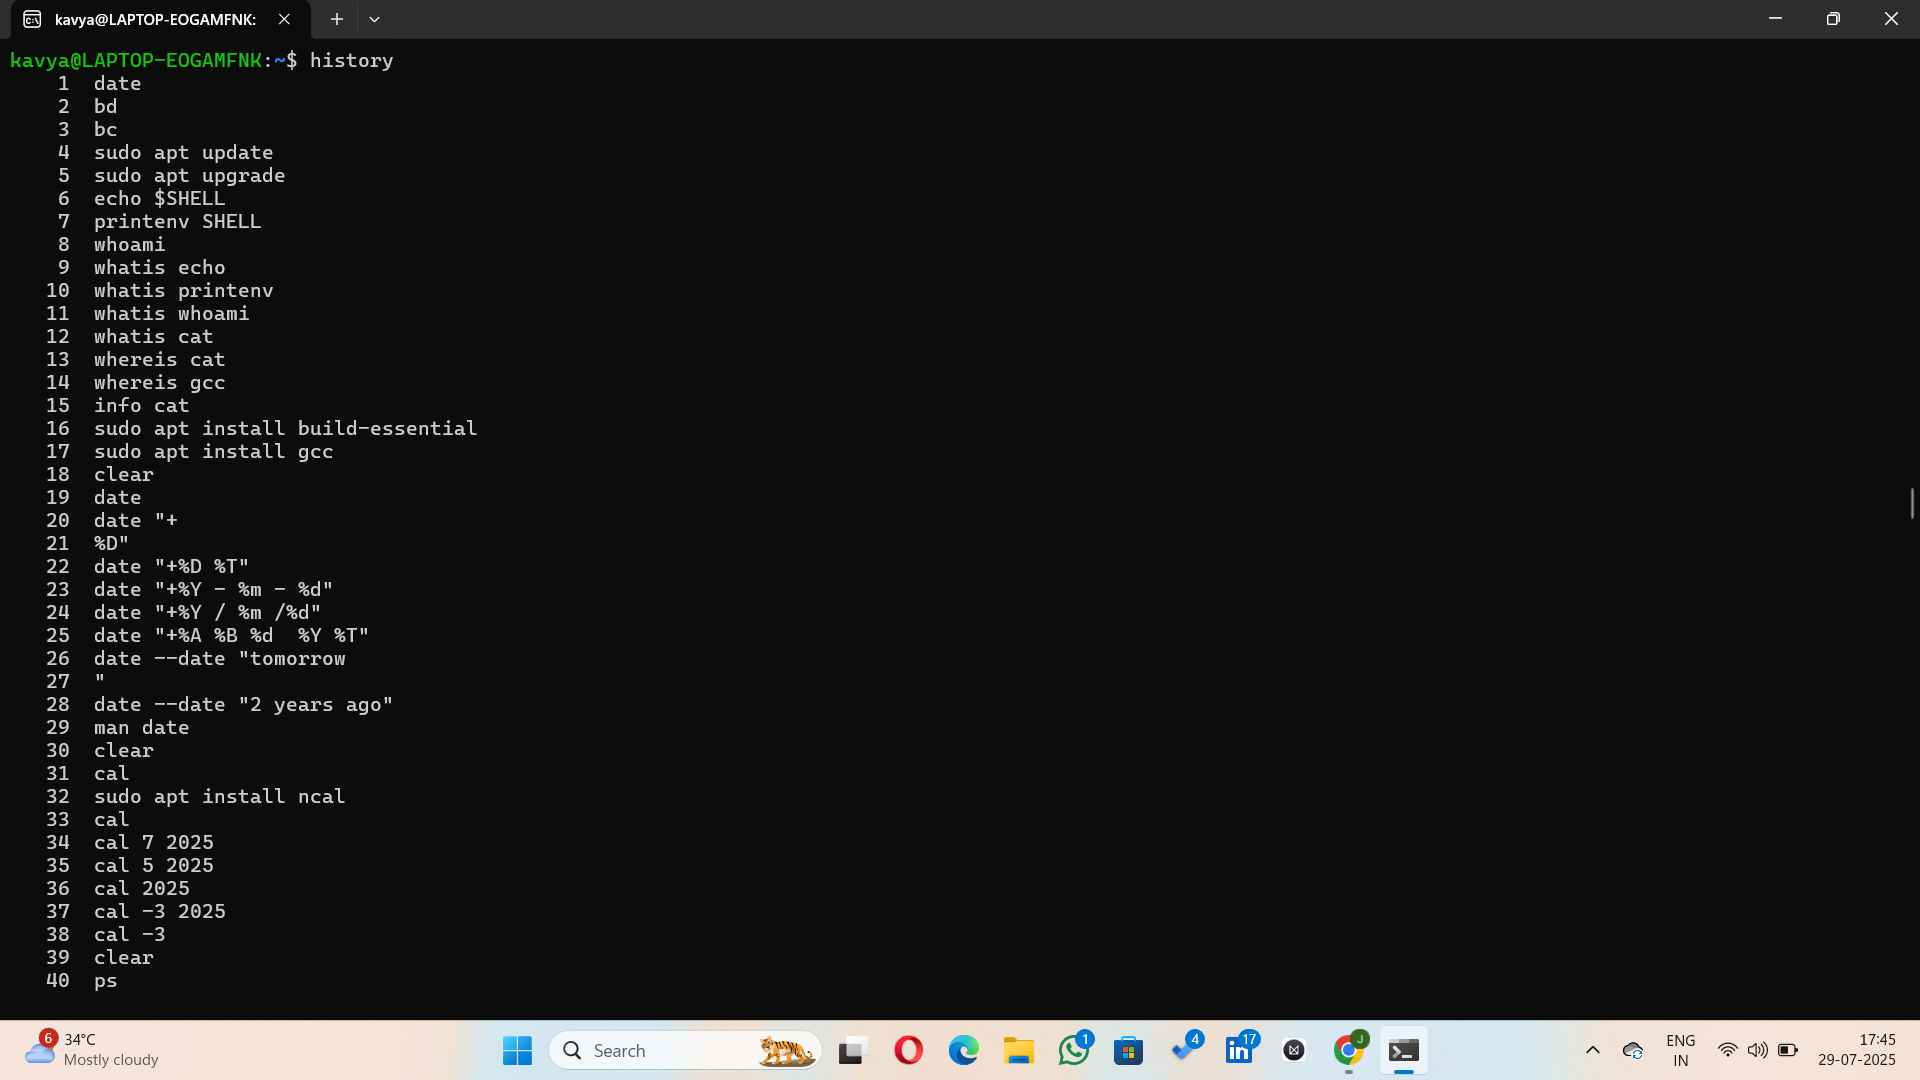 kavya@LAPTOP-EOGAMFNK:
kavya@LAPTOP-EOGAMFNK:~$ history
1 date
2 bd
3 bc
4 sudo apt update
5 sudo apt upgrade
6 echo $SHELL
7 printenv SHELL
8 whoami
9 whatis echo
10 whatis printenv
11 whatis whoami
12 whatis cat
13 whereis cat
14 whereis gcc
15 info cat
16 sudo apt install build-essential
17 sudo apt install gcc
18 clear
19 date
20 date "+
21 %D"
22 date "+%D %T"
23 date "+%Y - %m - %d"
24 date "+%Y / %m /%d"
25 date "+%A %B %d  %Y %T"
26 date --date "tomorrow
27 "
28 date --date "2 years ago"
29 man date
30 clear
31 cal
32 sudo apt install ncal
33 cal
34 cal 7 2025
35 cal 5 2025
36 cal 2025
37 cal -3 2025
38 cal -3
39 clear
40 ps
6
34°C
Mostly cloudy
Search
1
4
17
J
ENG
IN
17:45
29-07-2025